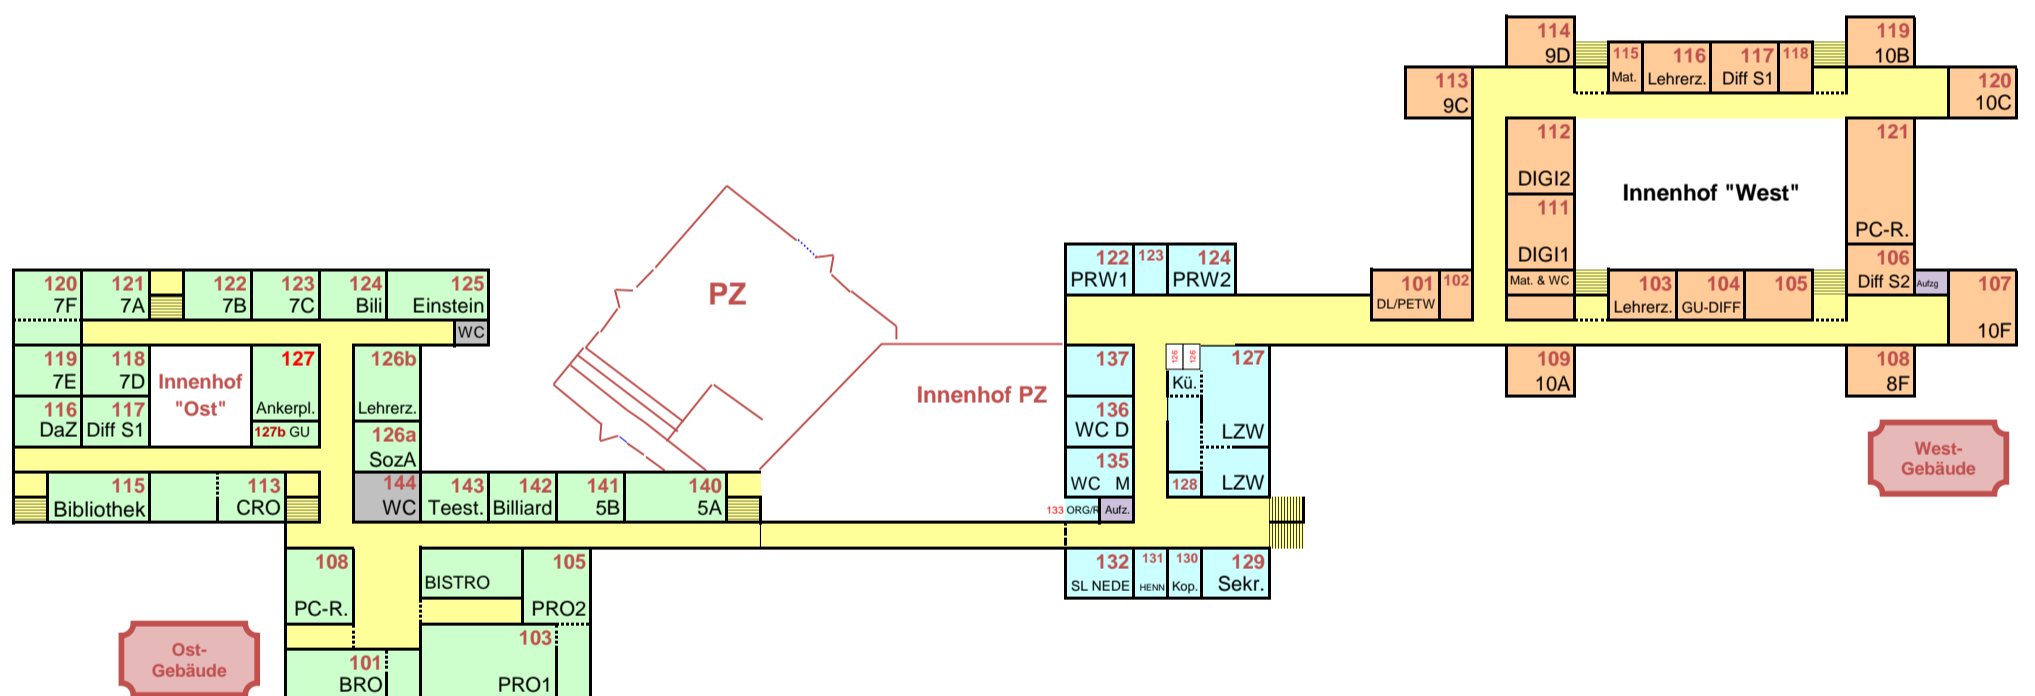 114
9D
115
Mat.
116
Lehrerz.
117
Diff S1
118
119
10B
113
9C
120
10C
112
DIGI2
111
DIGI1
Mat. & WC
Innenhof "West"
121
PC-R.
106
Diff S2
Aufzg
107
10F
101
DL/PETW
102
103
Lehrerz.
104
GU-DIFF
105
109
10A
108
8F
West-
Gebäude
122
PRW1
123
124
PRW2
137
136
WC D
135
WC M
133 ORG/R
Aufz.
126
126
Kü.
127
LZW
LZW
128
132
SL NEDE
131
HENN
130
Kop.
129
Sekr.
PZ
Innenhof PZ
120
7F
121
7A
122
7B
123
7C
124
Bili
125
Einstein
WC
119
7E
118
7D
116
DaZ
117
Diff S1
Innenhof
"Ost"
127
Ankerpl.
127b GU
126b
Lehrerz.
126a
SozA
115
Bibliothek
113
CRO
144
WC
143
Teest.
142
Billiard
141
5B
140
5A
108
PC-R.
BISTRO
105
PRO2
103
PRO1
101
BRO
Ost-
Gebäude